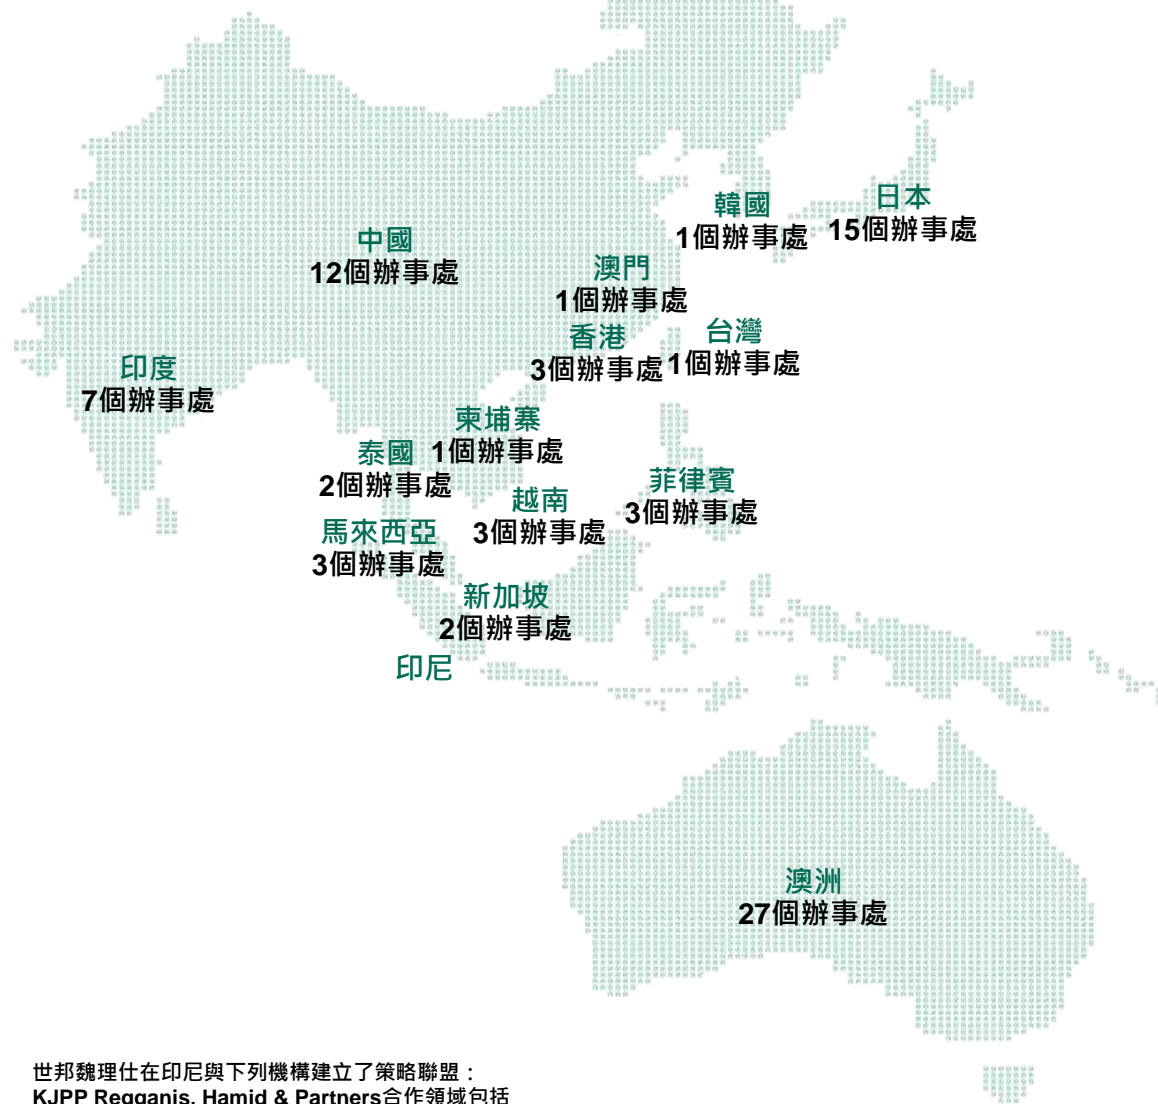 日本
15個辦事處
韓國
1個辦事處
中國
12個辦事處
澳門
1個辦事處
香港
3個辦事處
台灣
1個辦事處
印度
7個辦事處
柬埔寨
1個辦事處
泰國
2個辦事處
越南
3個辦事處
菲律賓
3個辦事處
馬來西亞
3個辦事處
新加坡
2個辦事處
印尼
澳洲
27個辦事處
世邦魏理仕在印尼與下列機構建立了策略聯盟：
KJPP Regganis, Hamid & Partners合作領域包括